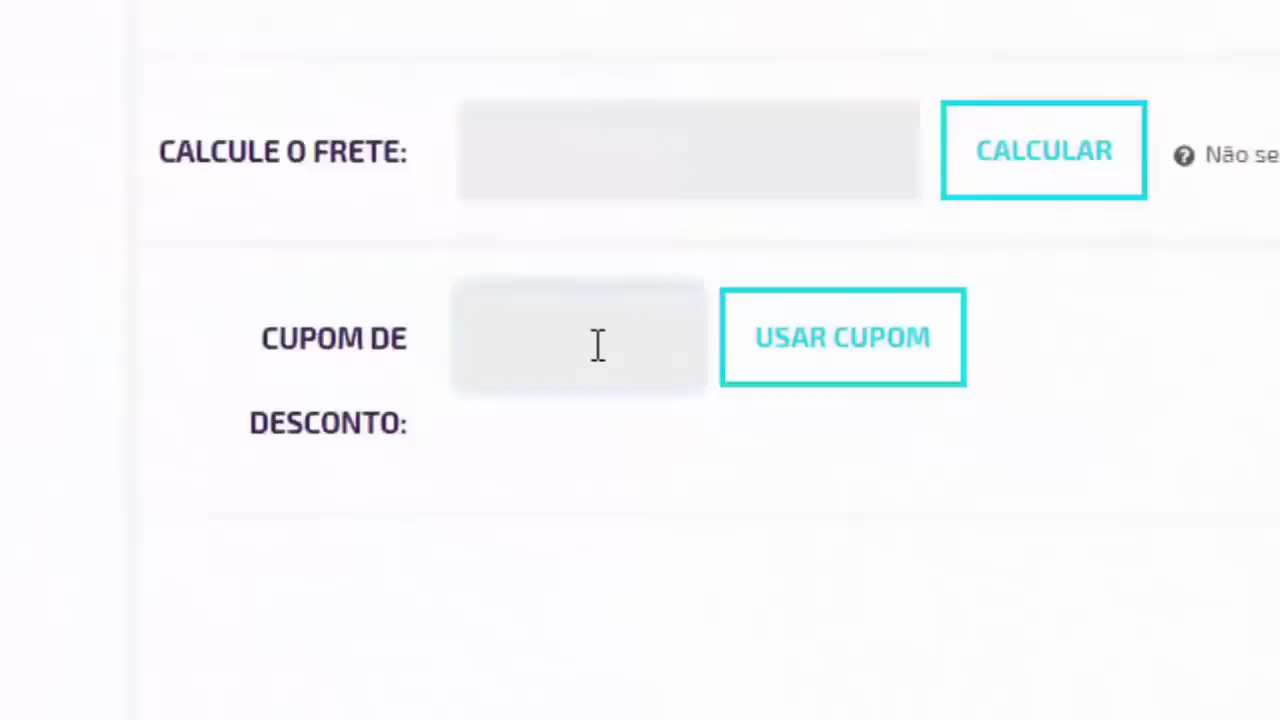 CALCULE O FRETE:
CALCULAR
Não se
CUPOM DE
USAR CUPOM
DESCONTO: